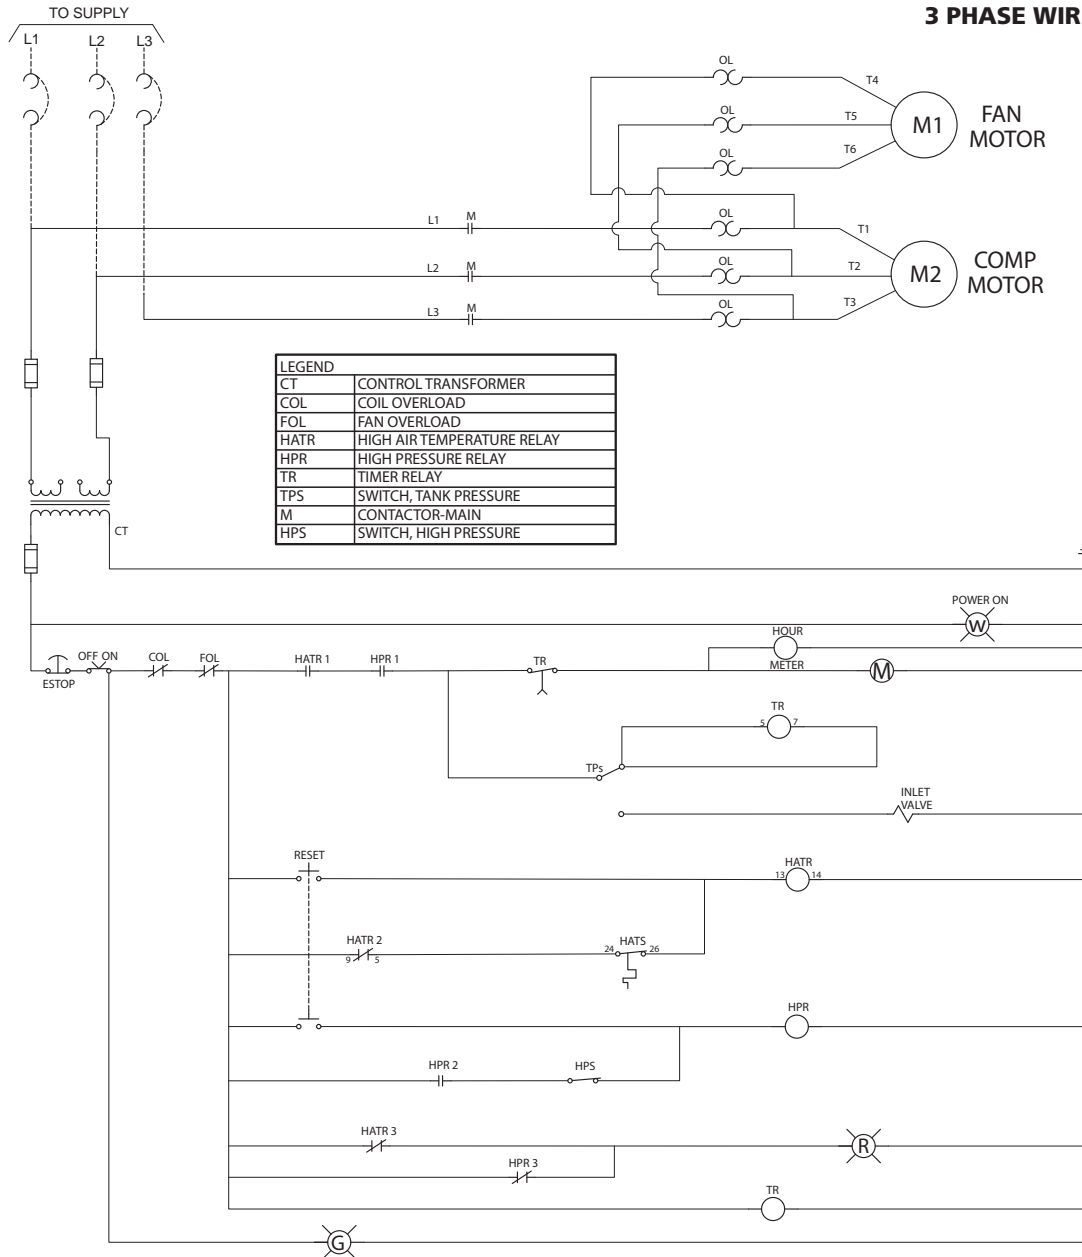 3 PHASE WIR
TO SUPPLY
L1 L2 L3
OL T4
OL T5
OL T6
M1 FAN MOTOR
L1 M OL T1
L2 M OL T2
L3 M OL T3
M2 COMP MOTOR
LEGEND
CT CONTROL TRANSFORMER
COL COIL OVERLOAD
FOL FAN OVERLOAD
HATR HIGH AIR TEMPERATURE RELAY
HPR HIGH PRESSURE RELAY
TR TIMER RELAY
TPS SWITCH, TANK PRESSURE
M CONTACTOR-MAIN
HPS SWITCH, HIGH PRESSURE
CT
POWER ON
W
HOUR
METER
ESTOP OFF ON COL FOL HATR 1 HPR 1 TR M
TR
5 7
TPs
INLET
VALVE
RESET HATR
13 14
HATR 2 HATS
9 5 24 26
HPR
HPR 2 HPS
HATR 3 R
HPR 3
TR
G